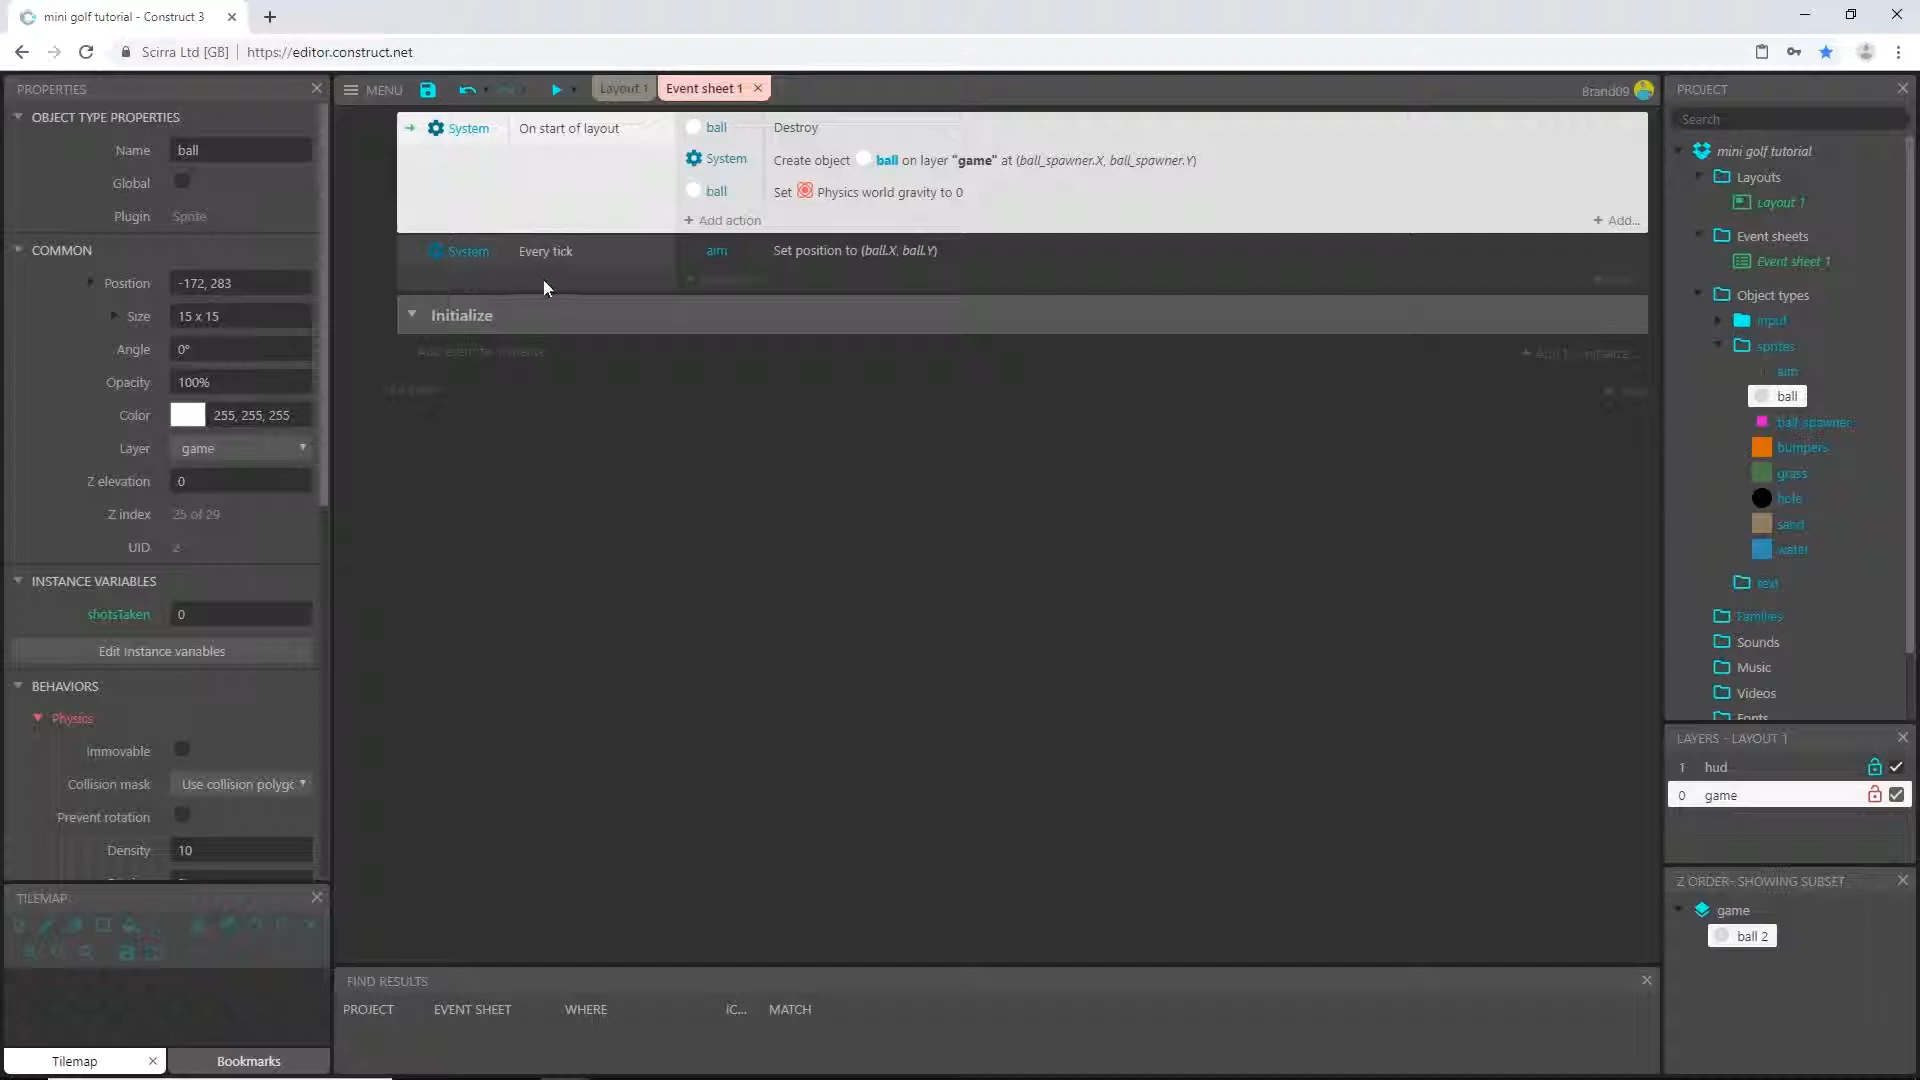 mini golf tutorial - Construct 3
Scirra Ltd [GB]
https://editor.construct.net
PROPERTIES
OBJECT TYPE PROPERTIES
Name ball
Global
Plugin Sprite
COMMON
Position -172, 283
Size 15 x 15
Angle 0°
Opacity 100%
Color 255, 255, 255
Layer game
Z elevation 0
Z index 25 of 29
UID 2
INSTANCE VARIABLES
shotsTaken 0
Edit instance variables
BEHAVIORS
Physics
Immovable
Collision mask Use collision polygc
Prevent rotation
Density 10
TILEMAP
Tilemap
Bookmarks
MENU
Layout 1
Event sheet 1
Brand09
System On start of layout
ball Destroy
System Create object ball on layer "game" at (ball_spawner.X, ball_spawner.Y)
ball Set Physics world gravity to 0
+ Add action
+ Add...
System Every tick
aim Set position to (ball.X, ball.Y)
Initialize
FIND RESULTS
PROJECT EVENT SHEET WHERE IC... MATCH
PROJECT
Search
mini golf tutorial
Layouts
Layout 1
Event sheets
Event sheet 1
Object types
input
sprites
aim
ball
ball_spawner
bumpers
grass
hole
sand
water
text
Families
Sounds
Music
Videos
Fonts
LAYERS - LAYOUT 1
1 hud
0 game
Z ORDER- SHOWING SUBSET
game
ball 2